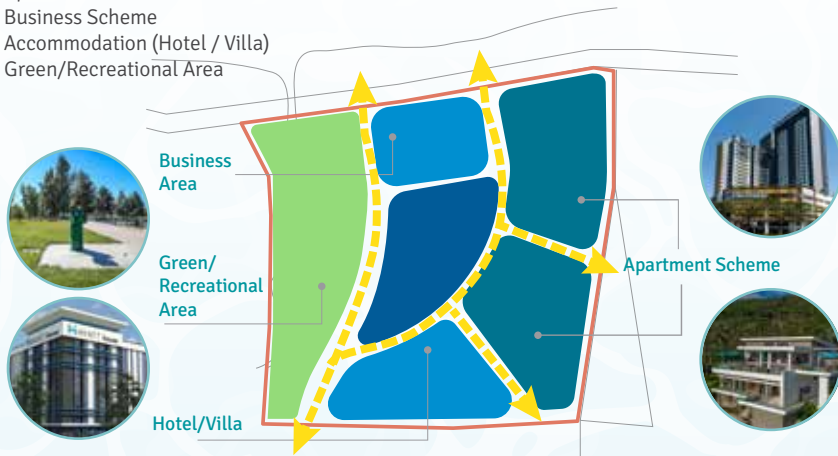 Business Scheme
Accommodation (Hotel / Villa)
Green/Recreational Area
Business
Area
Green/
Recreational
Area
Apartment Scheme
Hotel/Villa